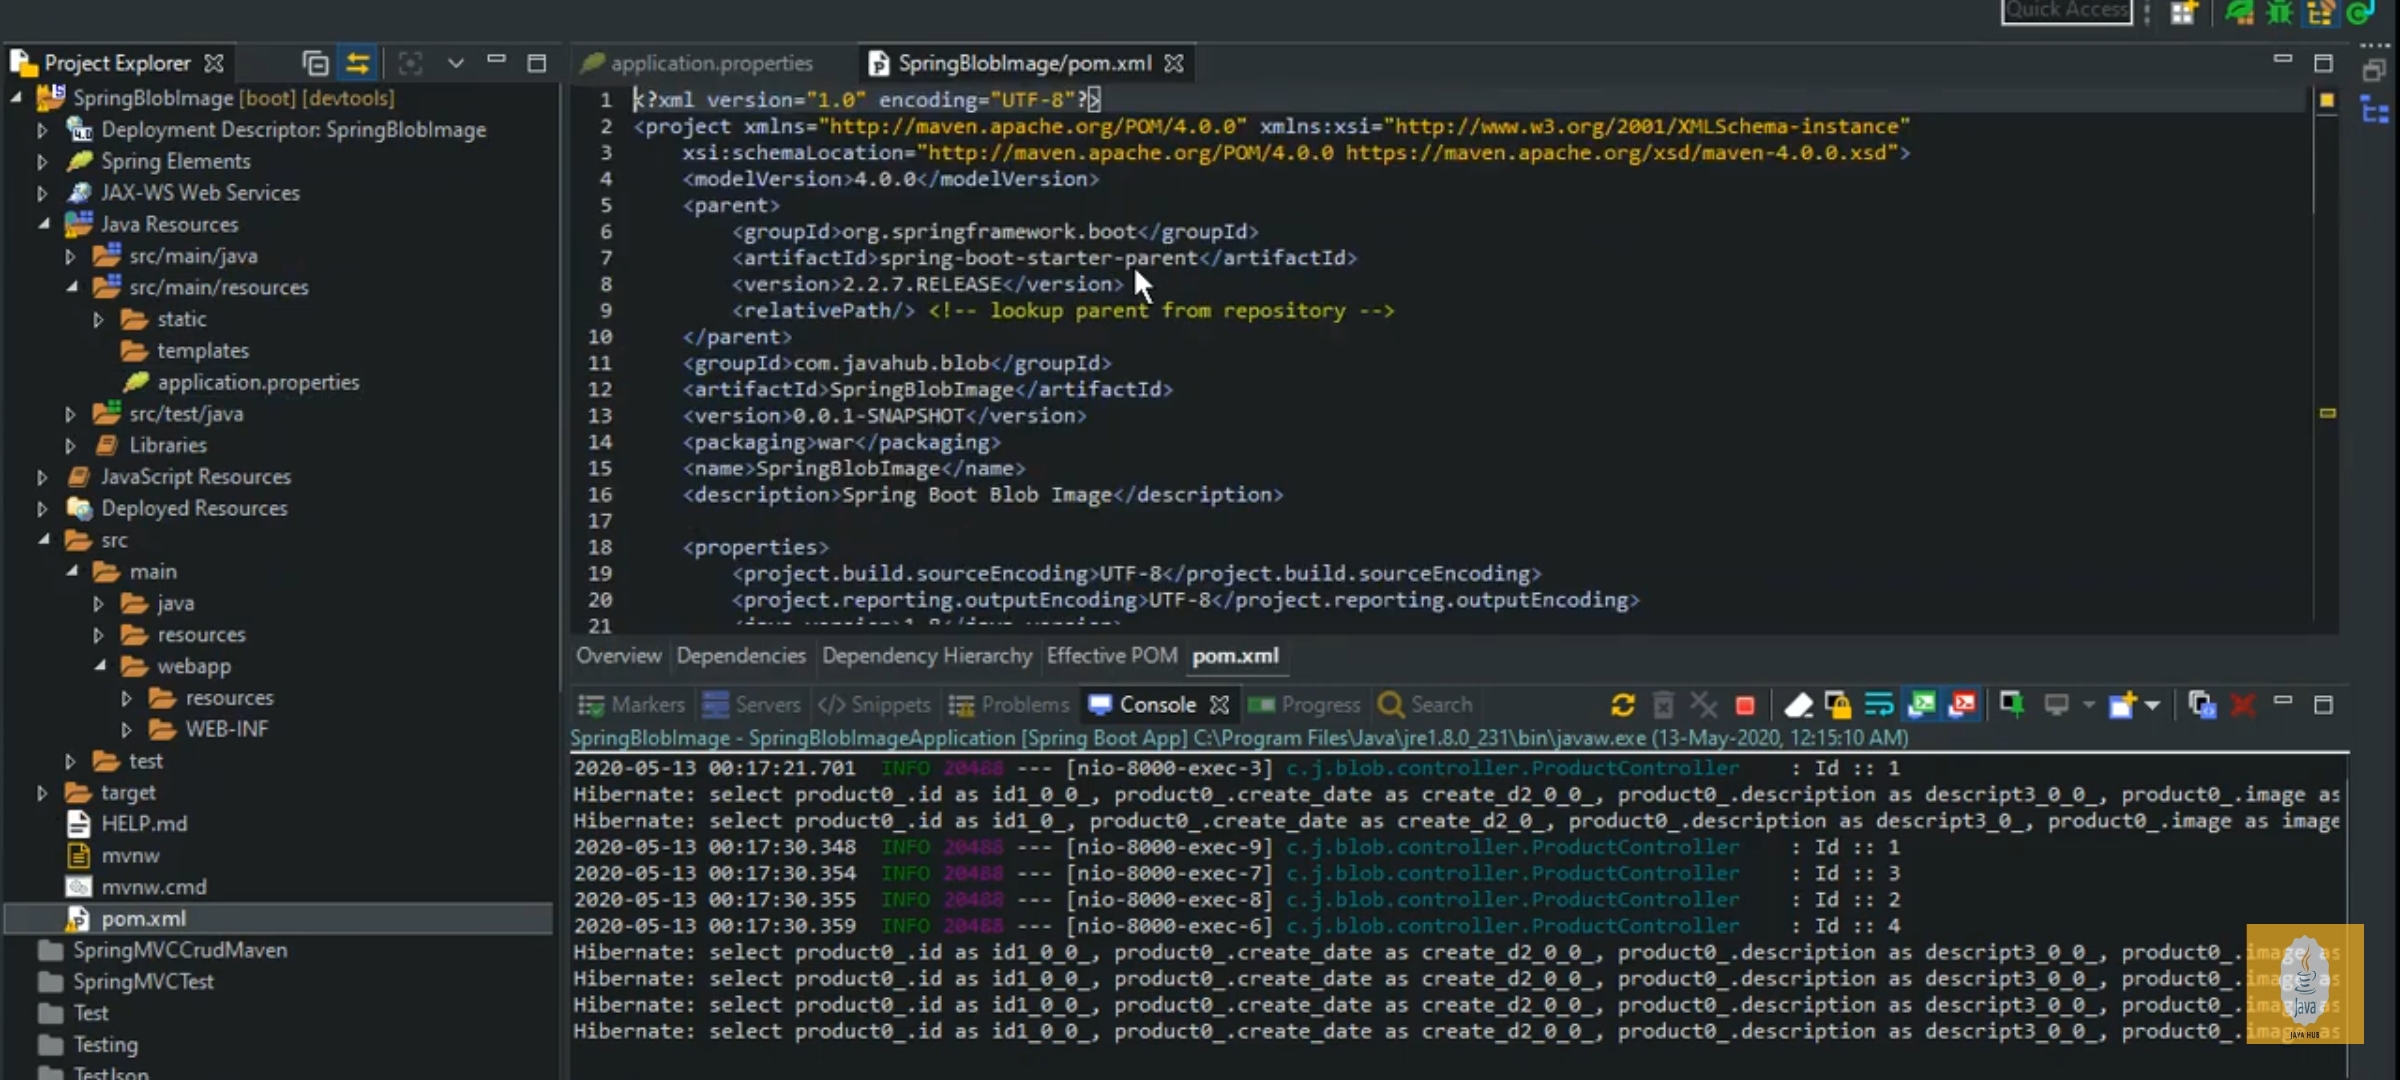 Quick Access
Project Explorer
SpringBlobImage [boot] [devtools]
Deployment Descriptor: SpringBlobImage
Spring Elements
JAX-WS Web Services
Java Resources
src/main/java
src/main/resources
static
templates
application.properties
src/test/java
Libraries
JavaScript Resources
Deployed Resources
src
main
java
resources
webapp
resources
WEB-INF
test
target
HELP.md
mvnw
mvnw.cmd
pom.xml
SpringMVCCrudMaven
SpringMVCTest
Test
Testing
TestJson
application.properties
SpringBlobImage/pom.xml
1 <?xml version="1.0" encoding="UTF-8"?>
2 <project xmlns="http://maven.apache.org/POM/4.0.0" xmlns:xsi="http://www.w3.org/2001/XMLSchema-instance"
3 xsi:schemaLocation="http://maven.apache.org/POM/4.0.0 https://maven.apache.org/xsd/maven-4.0.0.xsd">
4 <modelVersion>4.0.0</modelVersion>
5 <parent>
6 <groupId>org.springframework.boot</groupId>
7 <artifactId>spring-boot-starter-parent</artifactId>
8 <version>2.2.7.RELEASE</version>
9 <relativePath/> <!-- lookup parent from repository -->
10 </parent>
11 <groupId>com.javahub.blob</groupId>
12 <artifactId>SpringBlobImage</artifactId>
13 <version>0.0.1-SNAPSHOT</version>
14 <packaging>war</packaging>
15 <name>SpringBlobImage</name>
16 <description>Spring Boot Blob Image</description>
17
18 <properties>
19 <project.build.sourceEncoding>UTF-8</project.build.sourceEncoding>
20 <project.reporting.outputEncoding>UTF-8</project.reporting.outputEncoding>
21 <java.version>1.8</java.version>
Overview Dependencies Dependency Hierarchy Effective POM pom.xml
Markers Servers Snippets Problems Console Progress Search
SpringBlobImage - SpringBlobImageApplication [Spring Boot App] C:\Program Files\Java\jre1.8.0_231\bin\javaw.exe (13-May-2020, 12:15:10 AM)
2020-05-13 00:17:21.701 INFO 20488 --- [nio-8000-exec-3] c.j.blob.controller.ProductController : Id :: 1
Hibernate: select product0_.id as id1_0_0_, product0_.create_date as create_d2_0_0_, product0_.description as descript3_0_0_, product0_.image as
Hibernate: select product0_.id as id1_0_, product0_.create_date as create_d2_0_, product0_.description as descript3_0_, product0_.image as image
2020-05-13 00:17:30.348 INFO 20488 --- [nio-8000-exec-9] c.j.blob.controller.ProductController : Id :: 1
2020-05-13 00:17:30.354 INFO 20488 --- [nio-8000-exec-7] c.j.blob.controller.ProductController : Id :: 3
2020-05-13 00:17:30.355 INFO 20488 --- [nio-8000-exec-8] c.j.blob.controller.ProductController : Id :: 2
2020-05-13 00:17:30.359 INFO 20488 --- [nio-8000-exec-6] c.j.blob.controller.ProductController : Id :: 4
Hibernate: select product0_.id as id1_0_0_, product0_.create_date as create_d2_0_0_, product0_.description as descript3_0_0_, product0_.image as
Hibernate: select product0_.id as id1_0_0_, product0_.create_date as create_d2_0_0_, product0_.description as descript3_0_0_, product0_.image as
Hibernate: select product0_.id as id1_0_0_, product0_.create_date as create_d2_0_0_, product0_.description as descript3_0_0_, product0_.image as
Hibernate: select product0_.id as id1_0_0_, product0_.create_date as create_d2_0_0_, product0_.description as descript3_0_0_, product0_.image as
Java
JAVA HUB